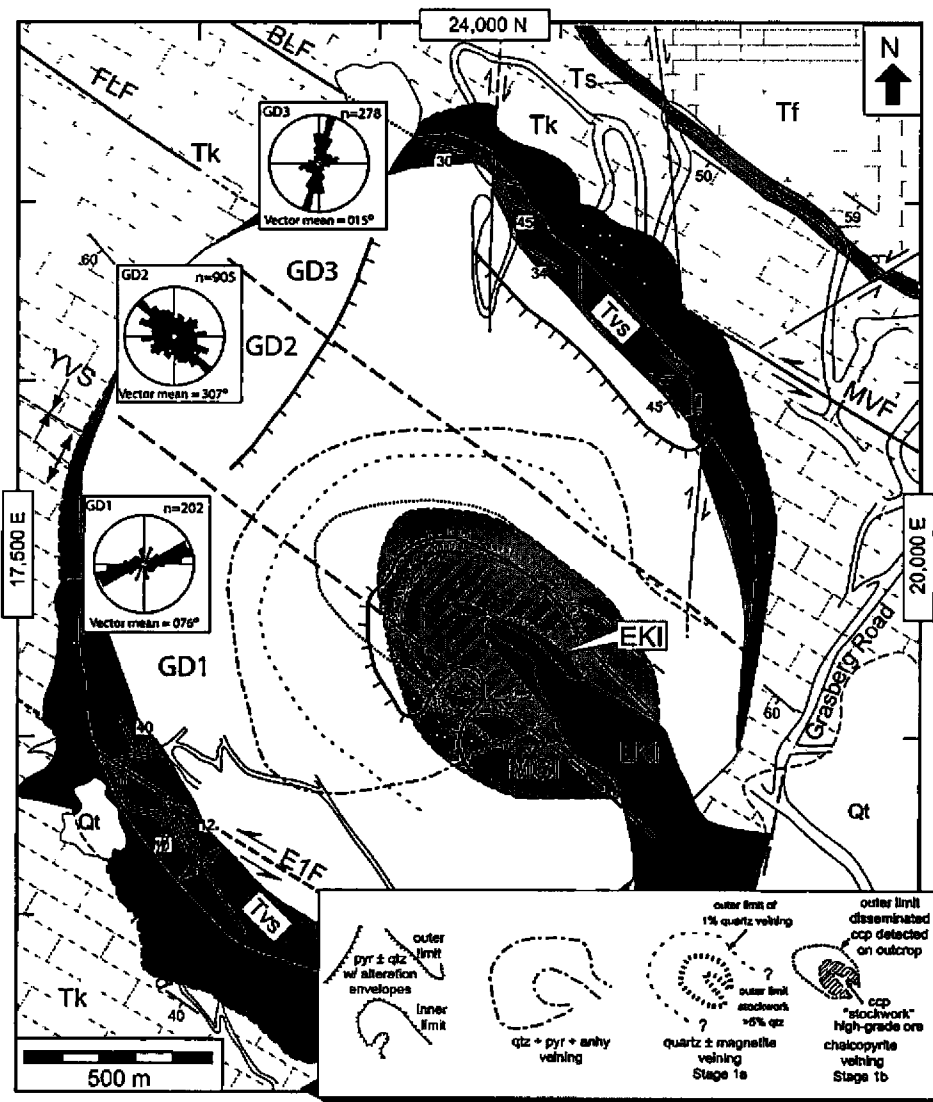 24,000 N
N
BLF
FLF
Ts
Tf
Tk
Tk
GD3 n=278
Vector mean = 015°
30
50
59
45
34
60
GD3
GD2 n=905
Vector mean = 307°
GD2
Tvs
YVS
45
MVF
17,500 E
20,000 E
GD1 n=202
Vector mean = 076°
EKI
GD1
LKI
MGI
60
Grasberg Road
40
Qt
Qt
12
E1F
Tvs
Tk
40
500 m
pyr ± qtz
w/ alteration
envelopes
outer
limit
inner
limit
qtz + pyr + anhy
veining
outer limit of
1% quartz veining
?
outer limit
stockwork
>5% qtz
?
quartz ± magnetite
veining
Stage 1a
outer limit
disseminated
ccp detected
on outcrop
ccp
"stockwork"
high-grade ore
chalcopyrite
veining
Stage 1b